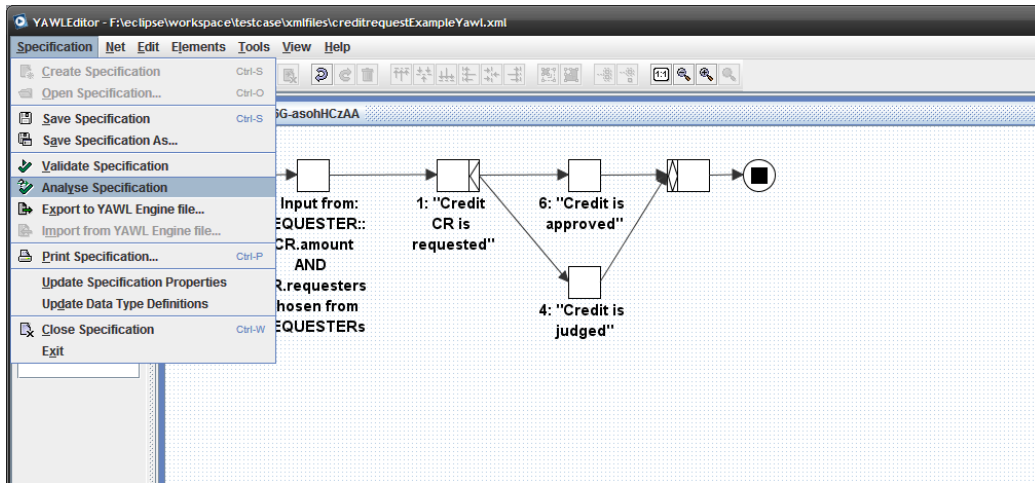 YAWLEditor - F:\eclipse\workspace\testcase\xmlfiles\creditrequestExampleYawl.xml
Specification Net Edit Elements Tools View Help
Create Specification Ctrl-S
Open Specification... Ctrl-O
Save Specification Ctrl-S
Save Specification As...
Validate Specification
Analyse Specification
Export to YAWL Engine file...
Import from YAWL Engine file...
Print Specification... Ctrl-P
Update Specification Properties
Update Data Type Definitions
Close Specification Ctrl-W
Exit
1:1
G-asohHCzAA
Input from:
EQUESTER::
CR.amount
AND
R.requesters
hosen from
EQUESTERs
1: "Credit
CR is
requested"
6: "Credit is
approved"
4: "Credit is
judged"